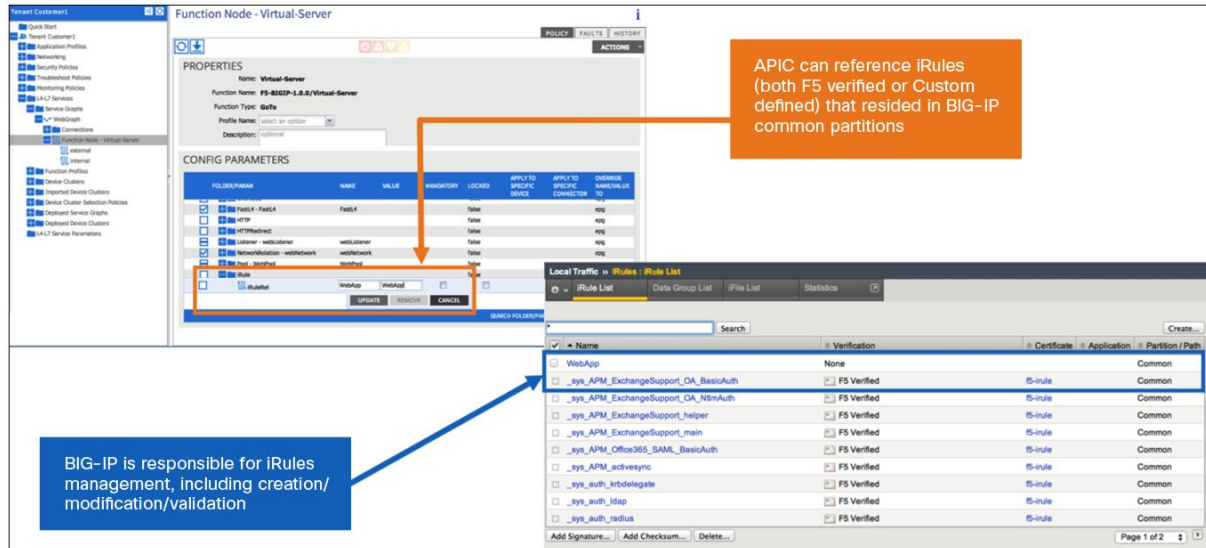 Tenant Customer1
Quick Start
Tenant Customer1
Application Profiles
Networking
Security Policies
Troubleshoot Policies
Monitoring Policies
L4-L7 Services
Service Graphs
WebGraph
Connections
Function Node - Virtual-Server
external
internal
Function Profiles
Device Clusters
Imported Device Clusters
Device Cluster Selection Policies
Deployed Service Graphs
Deployed Device Clusters
L4-L7 Service Parameters
Function Node - Virtual-Server
i
POLICY FAULTS HISTORY
ACTIONS
PROPERTIES
Name: Virtual-Server
Function Name: F5-BIGIP-1.0.0/Virtual-Server
Function Type: GoTo
Profile Name: select an option
Description: optional
CONFIG PARAMETERS
FOLDER/PARAM NAME VALUE MANDATORY LOCKED APPLY TO SPECIFIC DEVICE APPLY TO SPECIFIC CONNECTOR OVERRIDE NAME/VALUE TO
FastL4 - FastL4 FastL4 false epg
HTTP false epg
HTTPRedirect false epg
Listener - webListener webListener false epg
NetworkRelation - webNetwork webNetwork false epg
Pool - WebPool WebPool false epg
iRule false
iRuleRel WebApp WebApp
UPDATE REMOVE CANCEL
APIC can reference iRules
(both F5 verified or Custom
defined) that resided in BIG-IP
common partitions
BIG-IP is responsible for iRules
management, including creation/
modification/validation
Local Traffic » iRules : iRule List
iRule List Data Group List iFile List Statistics
* Search Create...
Name Verification Certificate Application Partition / Path
WebApp None Common
_sys_APM_ExchangeSupport_OA_BasicAuth F5 Verified f5-irule Common
_sys_APM_ExchangeSupport_OA_NtlmAuth F5 Verified f5-irule Common
_sys_APM_ExchangeSupport_helper F5 Verified f5-irule Common
_sys_APM_ExchangeSupport_main F5 Verified f5-irule Common
_sys_APM_Office365_SAML_BasicAuth F5 Verified f5-irule Common
_sys_APM_activesync F5 Verified f5-irule Common
_sys_auth_krbdelegate F5 Verified f5-irule Common
_sys_auth_ldap F5 Verified f5-irule Common
_sys_auth_radius F5 Verified f5-irule Common
Add Signature... Add Checksum... Delete... Page 1 of 2